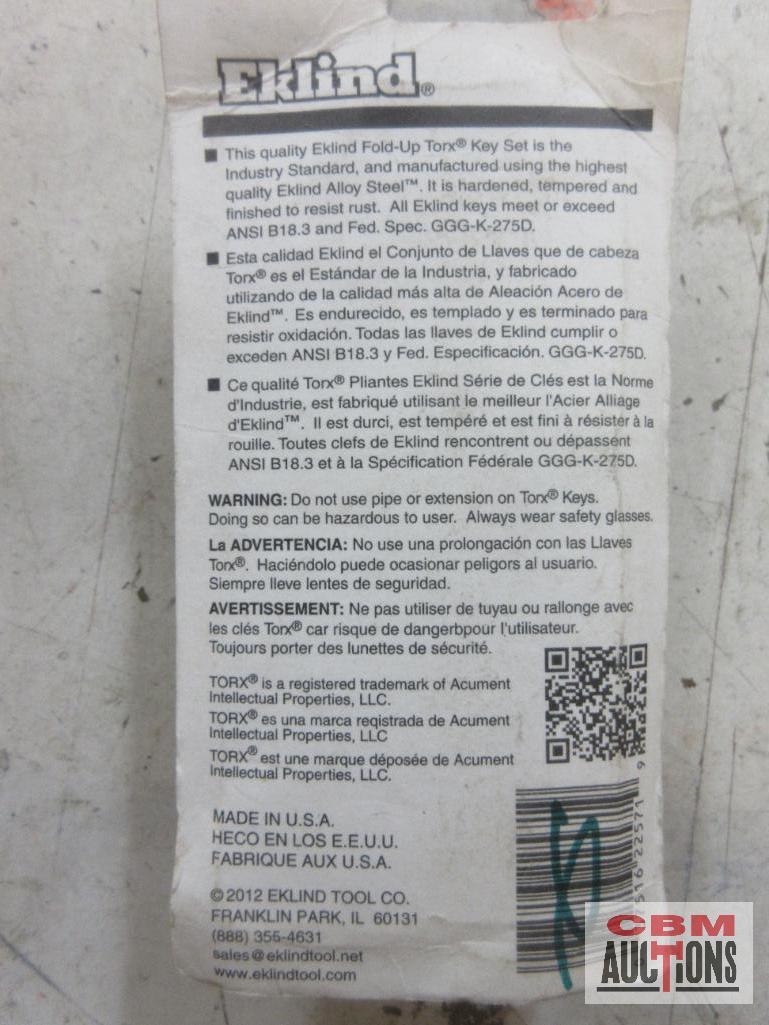 Eklind®
■ This quality Eklind Fold-Up Torx® Key Set is the
Industry Standard, and manufactured using the highest
quality Eklind Alloy Steel™. It is hardened, tempered and
finished to resist rust. All Eklind keys meet or exceed
ANSI B18.3 and Fed. Spec. GGG-K-275D.
■ Esta calidad Eklind el Conjunto de Llaves que de cabeza
Torx® es el Estándar de la Industria, y fabricado
utilizando de la calidad más alta de Aleación Acero de
Eklind™. Es endurecido, es templado y es terminado para
resistir oxidación. Todas las llaves de Eklind cumplir o
exceden ANSI B18.3 y Fed. Especificación. GGG-K-275D.
■ Ce qualité Torx® Pliantes Eklind Série de Clés est la Norme
d'Industrie, est fabriqué utilisant le meilleur l'Acier Alliage
d'Eklind™. Il est durci, est tempéré et est fini à résister à la
rouille. Toutes clefs de Eklind rencontrent ou dépassent
ANSI B18.3 et à la Spécification Fédérale GGG-K-275D.
WARNING: Do not use pipe or extension on Torx® Keys.
Doing so can be hazardous to user. Always wear safety glasses.
La ADVERTENCIA: No use una prolongación con las Llaves
Torx®. Haciéndolo puede ocasionar peligors al usuario.
Siempre lleve lentes de seguridad.
AVERTISSEMENT: Ne pas utiliser de tuyau ou rallonge avec
les clés Torx® car risque de dangerbpour l'utilisateur.
Toujours porter des lunettes de sécurité.
TORX® is a registered trademark of Acument
Intellectual Properties, LLC.
TORX® es una marca reqistrada de Acument
Intellectual Properties, LLC
TORX® est une marque déposée de Acument
Intellectual Properties, LLC.
MADE IN U.S.A.
HECO EN LOS E.E.U.U.
FABRIQUE AUX U.S.A.
©2012 EKLIND TOOL CO.
FRANKLIN PARK, IL 60131
(888) 355-4631
sales@eklindtool.net
www.eklindtool.com
7516 22571 9
CBM
AUCTIONS